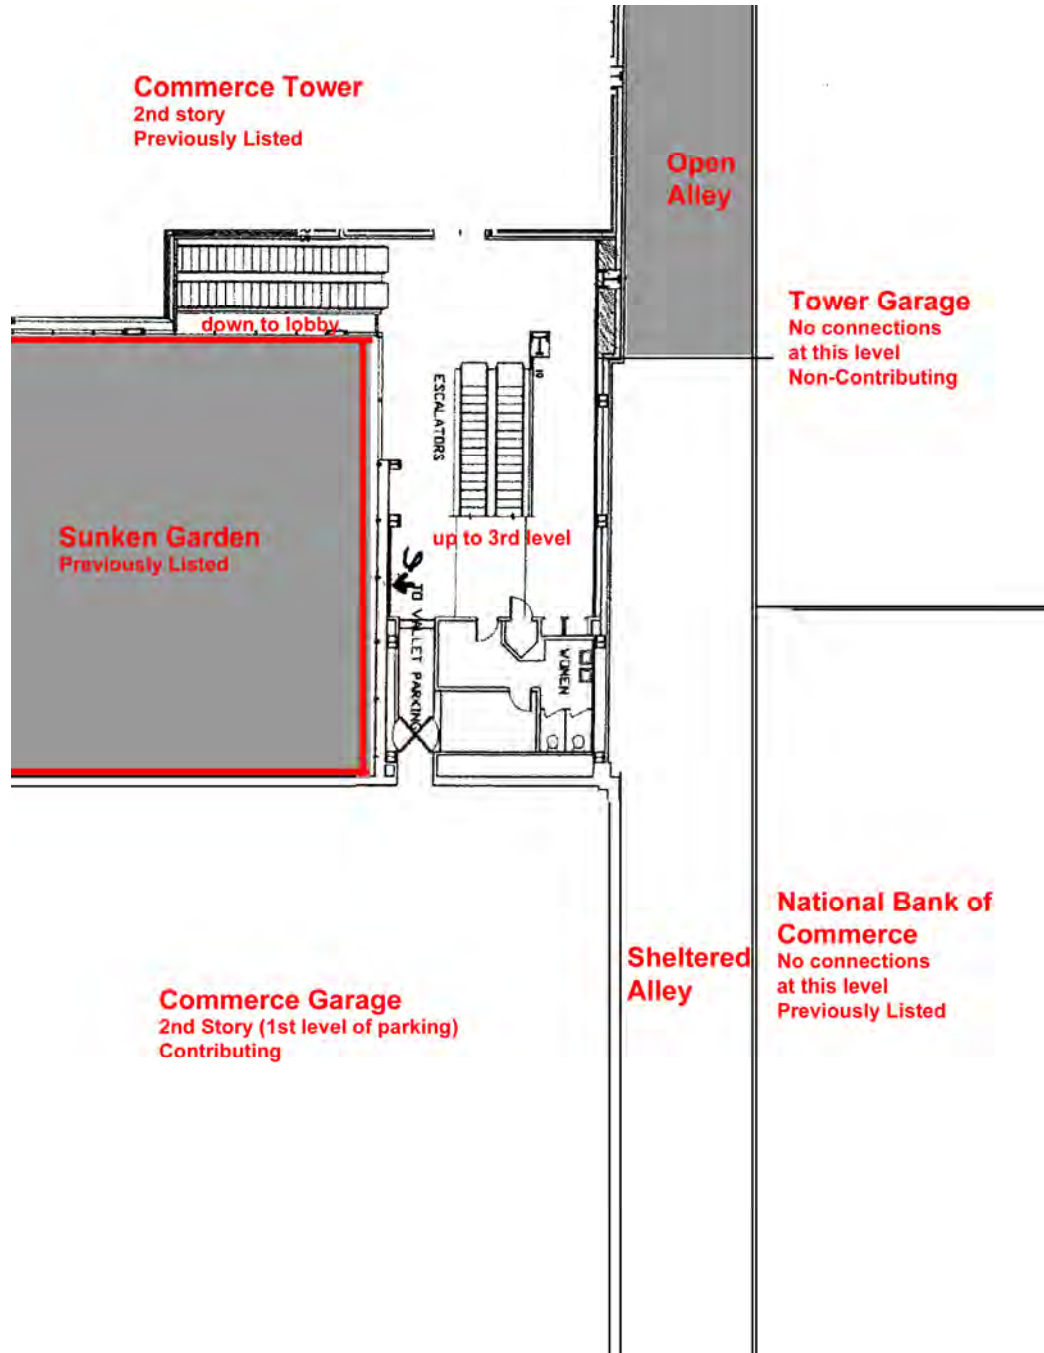 Commerce Tower
2nd story
Previously Listed
Open
Alley
Tower Garage
No connections
at this level
Non-Contributing
down to lobby
ESCALATORS
up to 3rd level
Sunken Garden
Previously Listed
TO VALLET PARKING
WOMEN
National Bank of
Commerce
No connections
at this level
Previously Listed
Sheltered
Alley
Commerce Garage
2nd Story (1st level of parking)
Contributing